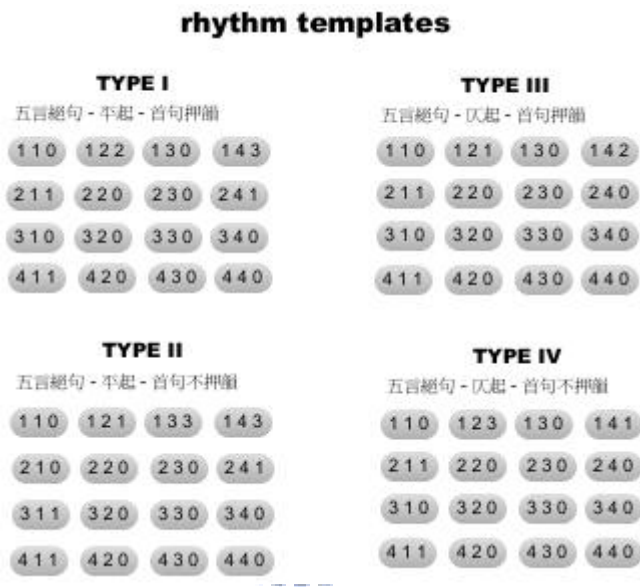 rhythm templates
TYPE I
五言絕句 - 平起 - 首句押韻
110 122 130 143
211 220 230 241
310 320 330 340
411 420 430 440
TYPE III
五言絕句 - 仄起 - 首句押韻
110 121 130 142
211 220 230 240
310 320 330 340
411 420 430 440
TYPE II
五言絕句 - 平起 - 首句不押韻
110 121 133 143
210 220 230 241
311 320 330 340
411 420 430 440
TYPE IV
五言絕句 - 仄起 - 首句不押韻
110 123 130 141
211 220 230 240
310 320 330 340
411 420 430 440